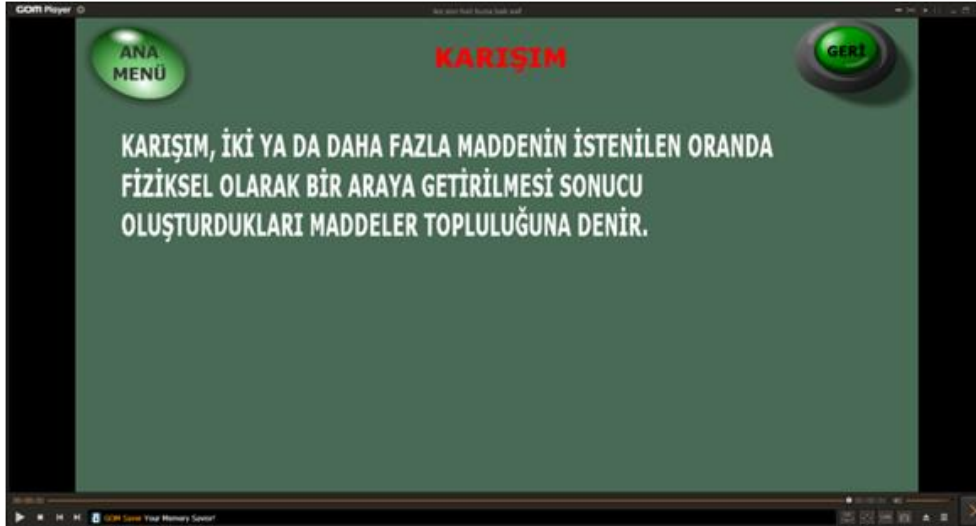 GOM Player
ANA
MENÜ
KARIŞIM
GERİ
KARIŞIM, İKİ YA DA DAHA FAZLA MADDENİN İSTENİLEN ORANDA
FİZİKSEL OLARAK BİR ARAYA GETİRİLMESİ SONUCU
OLUŞTURDUKLARI MADDELER TOPLULUĞUNA DENİR.
GOM Saver Your Memory Savior!